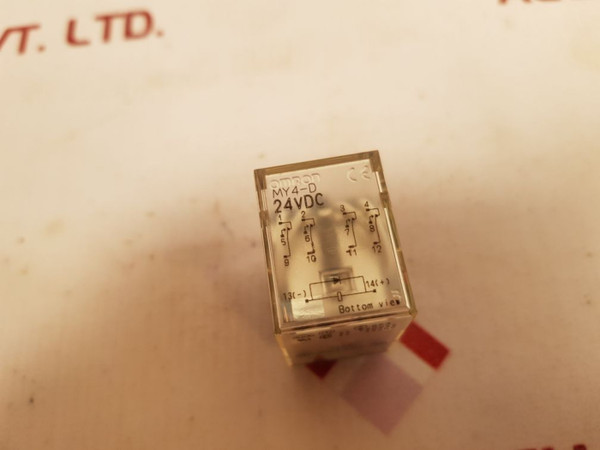 VT. LTD.
omron CE
MY4-D
24VDC
1 2 3 4
5 6 7 8
9 10 11 12
13(-) 14(+)
Bottom view